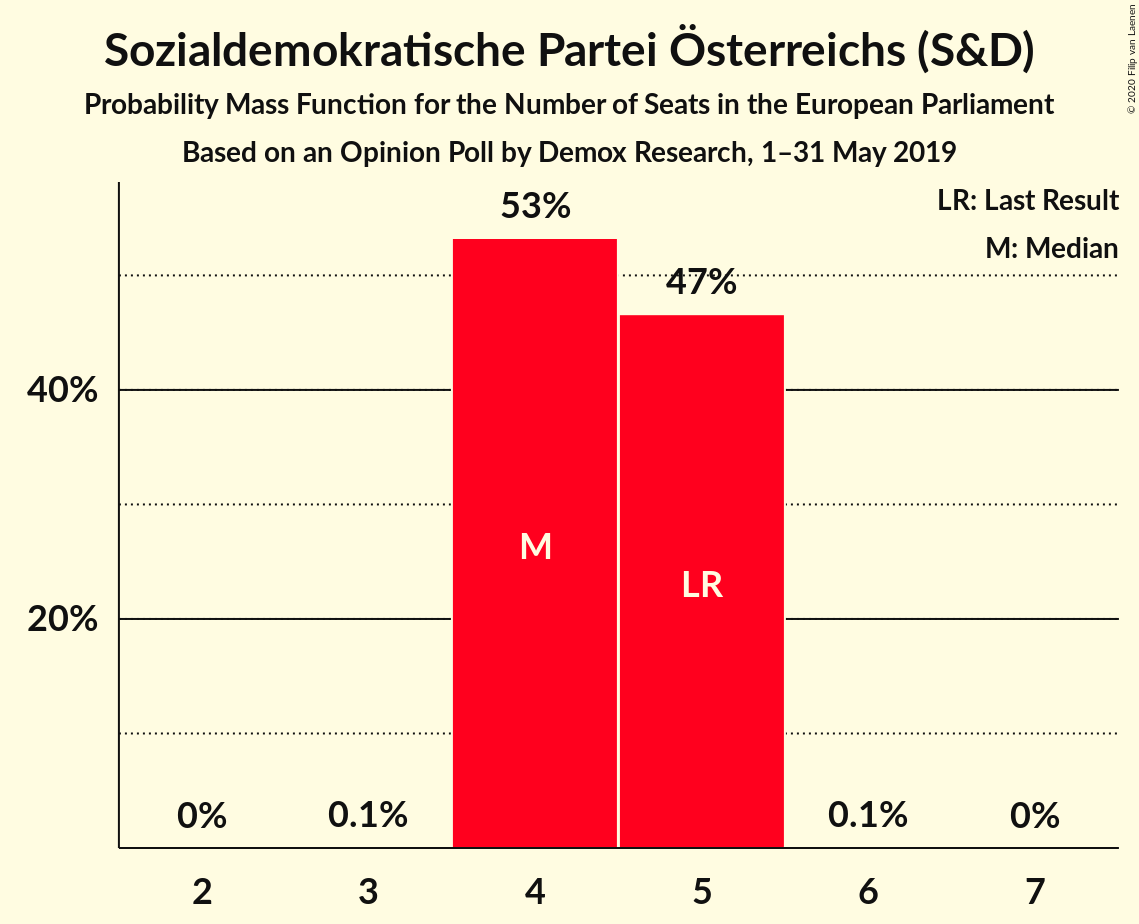 Sozialdemokratische Partei Österreichs (S&D)
Probability Mass Function for the Number of Seats in the European Parliament
Based on an Opinion Poll by Demox Research, 1–31 May 2019
© 2020 Filip van Laenen
LR: Last Result
M: Median
53%
47%
40%
20%
M
LR
0%
0.1%
0.1%
0%
2 3 4 5 6 7